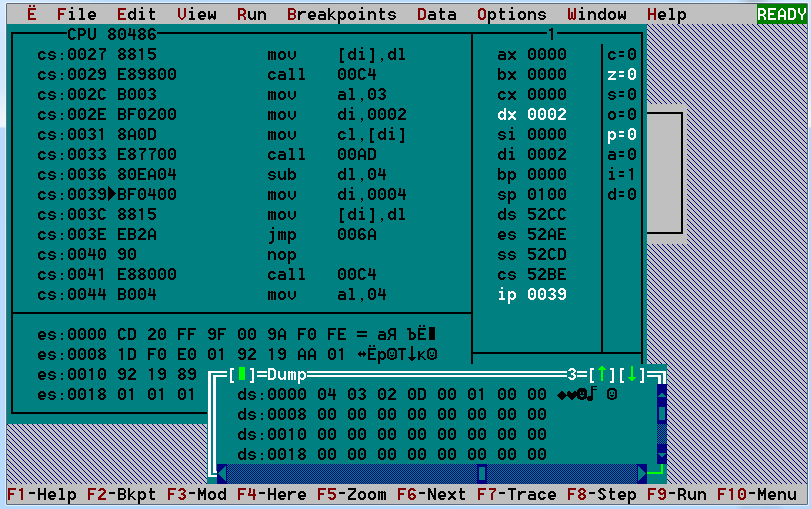 Ë File Edit View Run Breakpoints Data Options Window Help READY
CPU 80486 1
cs:0027 8815 mov [di],dl ax 0000 c=0
cs:0029 E89800 call 00C4 bx 0000 z=0
cs:002C B003 mov al,03 cx 0000 s=0
cs:002E BF0200 mov di,0002 dx 0002 o=0
cs:0031 8A0D mov cl,[di] si 0000 p=0
cs:0033 E87700 call 00AD di 0002 a=0
cs:0036 80EA04 sub dl,04 bp 0000 i=1
cs:0039►BF0400 mov di,0004 sp 0100 d=0
cs:003C 8815 mov [di],dl ds 52CC
cs:003E EB2A jmp 006A es 52AE
cs:0040 90 nop ss 52CD
cs:0041 E88000 call 00C4 cs 52BE
cs:0044 B004 mov al,04 ip 0039
es:0000 CD 20 FF 9F 00 9A F0 FE = аЯ ЪЁ■
es:0008 1D F0 E0 01 92 19 AA 01 ↔Ёр☺Т↓к☺
es:0010 92 19 89
es:0018 01 01 01
[■]=Dump 3=[↑][↓]
ds:0000 04 03 02 0D 00 01 00 00 ♦♥☻♪ ☺
ds:0008 00 00 00 00 00 00 00 00
ds:0010 00 00 00 00 00 00 00 00
ds:0018 00 00 00 00 00 00 00 00
F1-Help F2-Bkpt F3-Mod F4-Here F5-Zoom F6-Next F7-Trace F8-Step F9-Run F10-Menu